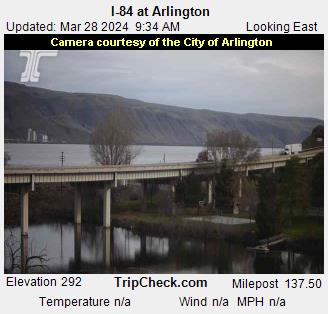 I-84 at Arlington
Updated: Mar 28 2024 9:34 AM Looking East
Camera courtesy of the City of Arlington
Elevation 292 TripCheck.com Milepost 137.50
Temperature n/a Wind n/a MPH n/a